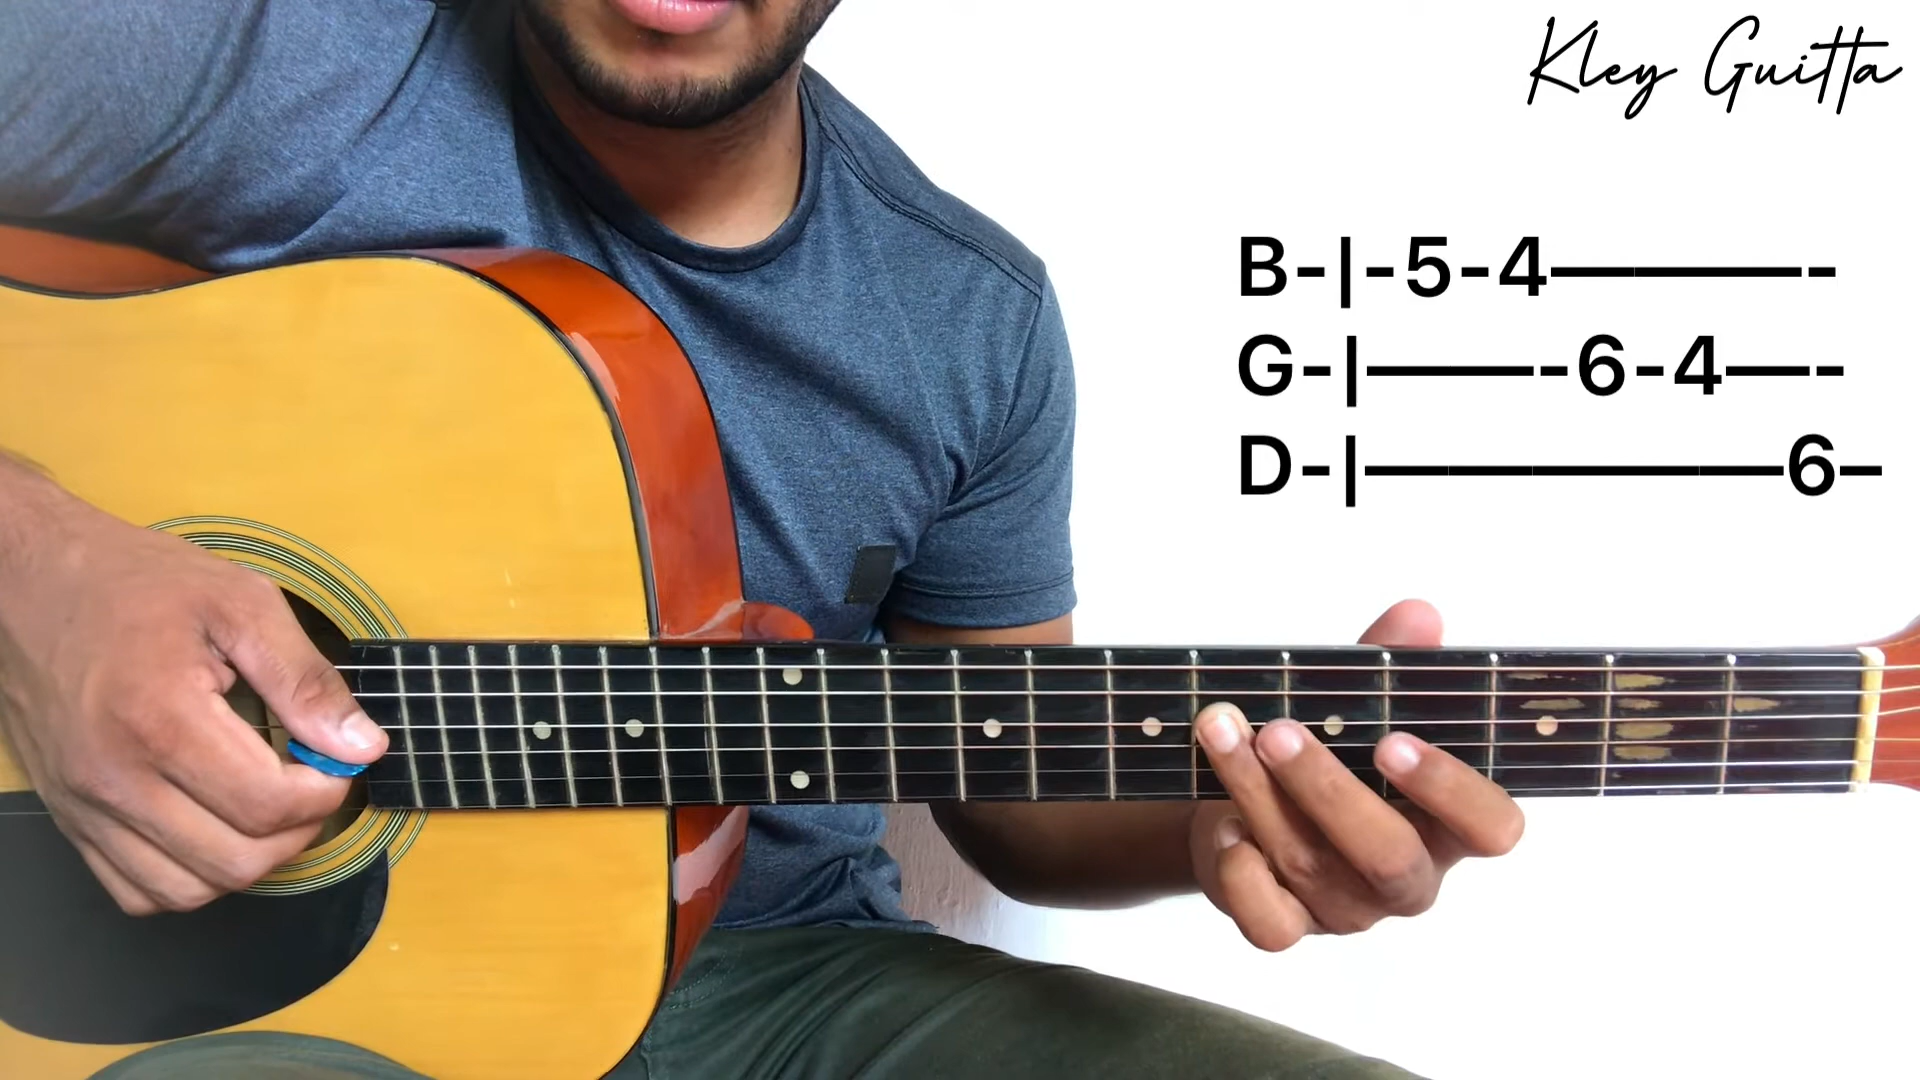 Kley Guitta
B-|-5-4———-
G-|——-6-4—-
D-|—————6–